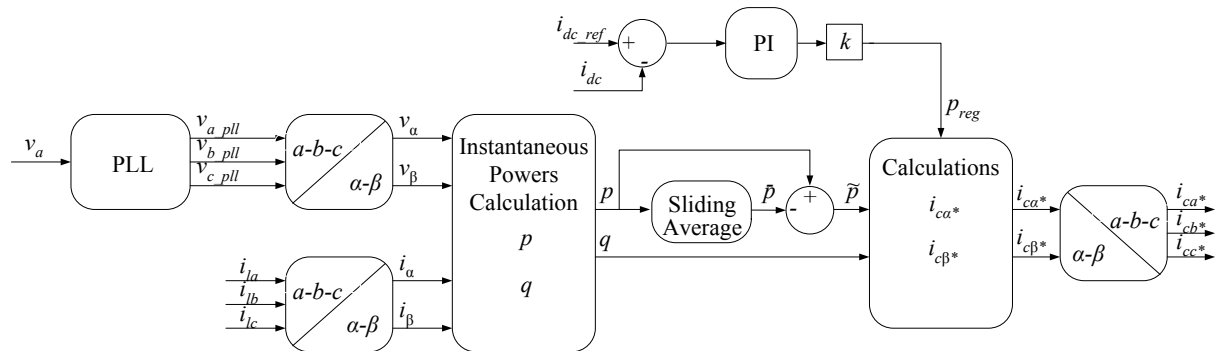 i_dc_ref
+
-
i_dc
PI
k
p_reg
v_a
PLL
v_a_pll
v_b_pll
v_c_pll
a-b-c
α-β
v_α
v_β
i_la
i_lb
i_lc
a-b-c
α-β
i_α
i_β
Instantaneous
Powers
Calculation
p
q
p
q
Sliding
Average
p̄
-
+
p̃
Calculations
i_cα*
i_cβ*
i_cα*
i_cβ*
a-b-c
α-β
i_ca*
i_cb*
i_cc*